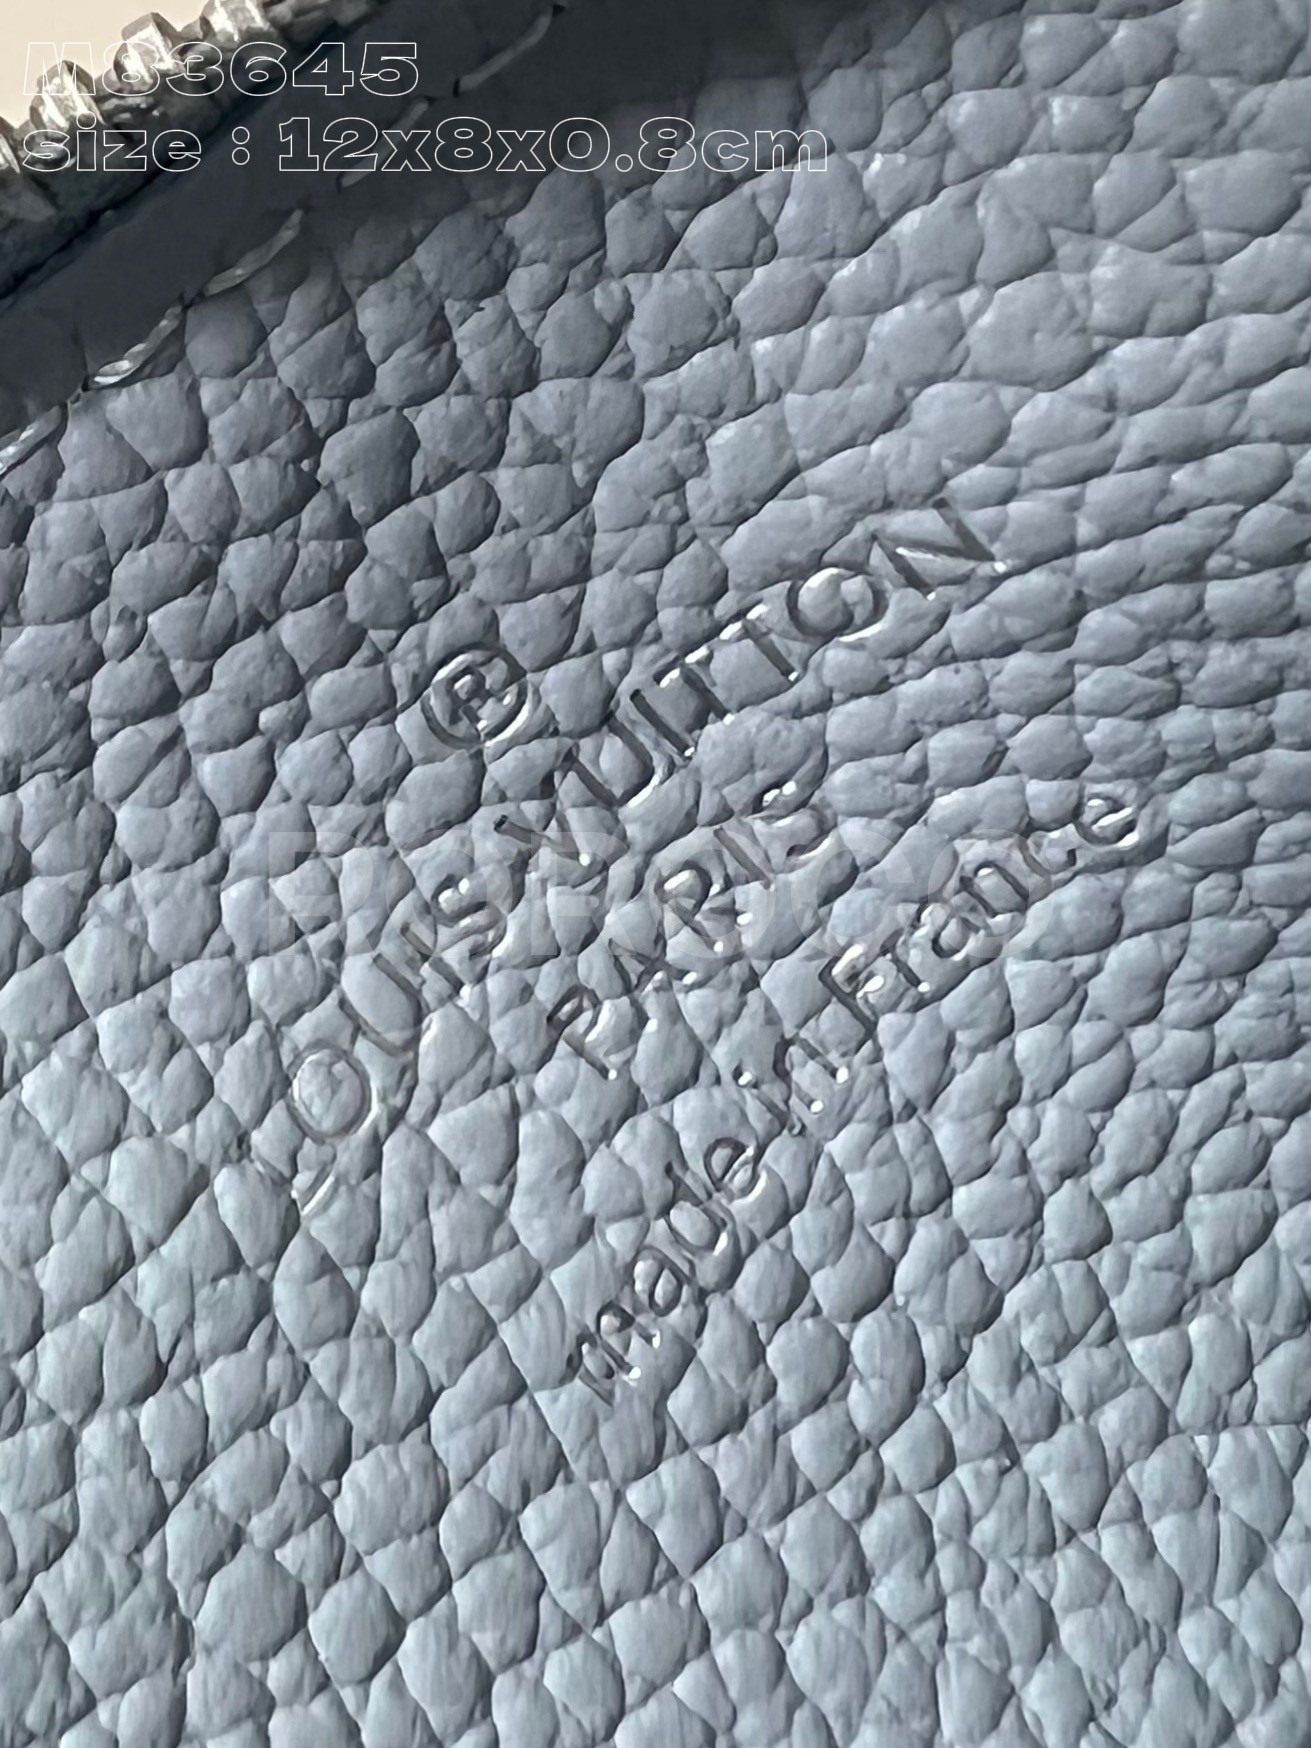 M83645
size : 12x8x0.8cm
®
LOUIS VUITTON
PARIS
made in France